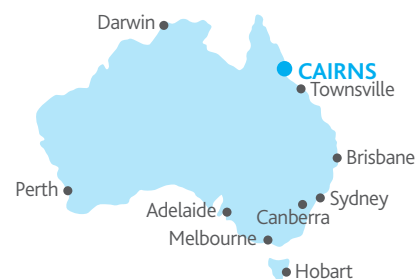 Darwin
CAIRNS
Townsville
Brisbane
Perth
Sydney
Adelaide
Canberra
Melbourne
Hobart